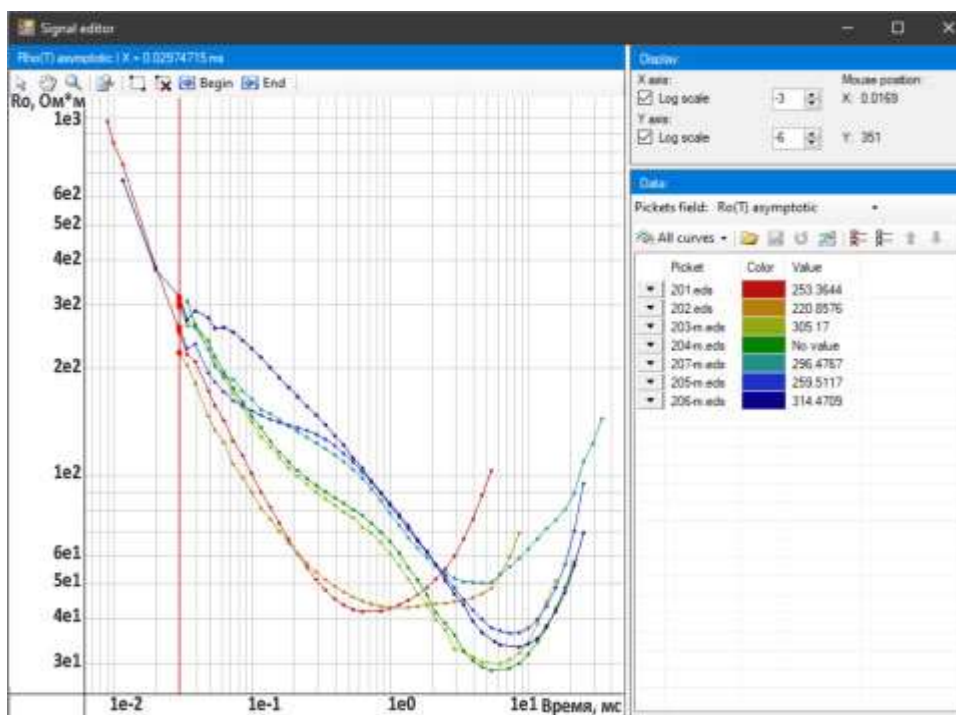 Signal editor
Rho(T) asymptotic | X = 0.02974715 ms
Begin End
Ro, Ом*м
1e3
6e2
5e2
4e2
3e2
2e2
1e2
6e1
5e1
4e1
3e1
1e-2 1e-1 1e0 1e1 Время, мс
Display
X axis: Mouse position:
Log scale -3 X: 0.0169
Y axis:
Log scale -6 Y: 351
Data
Pickets field: Ro(T) asymptotic
All curves
Picket Color Value
201.eds 253.3644
202.eds 220.8576
203-m.eds 305.17
204-m.eds No value
207-m.eds 296.4767
205-m.eds 259.5117
206-m.eds 314.4709